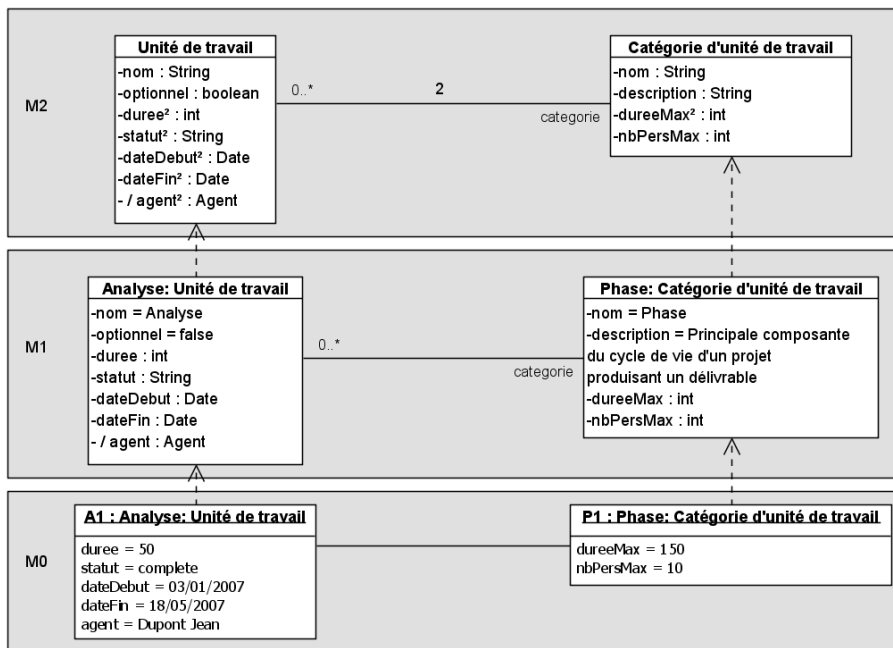 M2
Unité de travail
-nom : String
-optionnel : boolean
-duree² : int
-statut² : String
-dateDebut² : Date
-dateFin² : Date
- / agent² : Agent
0..*
2
categorie
Catégorie d'unité de travail
-nom : String
-description : String
-dureeMax² : int
-nbPersMax : int
M1
Analyse: Unité de travail
-nom = Analyse
-optionnel = false
-duree : int
-statut : String
-dateDebut : Date
-dateFin : Date
- / agent : Agent
0..*
categorie
Phase: Catégorie d'unité de travail
-nom = Phase
-description = Principale composante
du cycle de vie d'un projet
produisant un délivrable
-dureeMax : int
-nbPersMax : int
M0
A1 : Analyse: Unité de travail
duree = 50
statut = complete
dateDebut = 03/01/2007
dateFin = 18/05/2007
agent = Dupont Jean
P1 : Phase: Catégorie d'unité de travail
dureeMax = 150
nbPersMax = 10